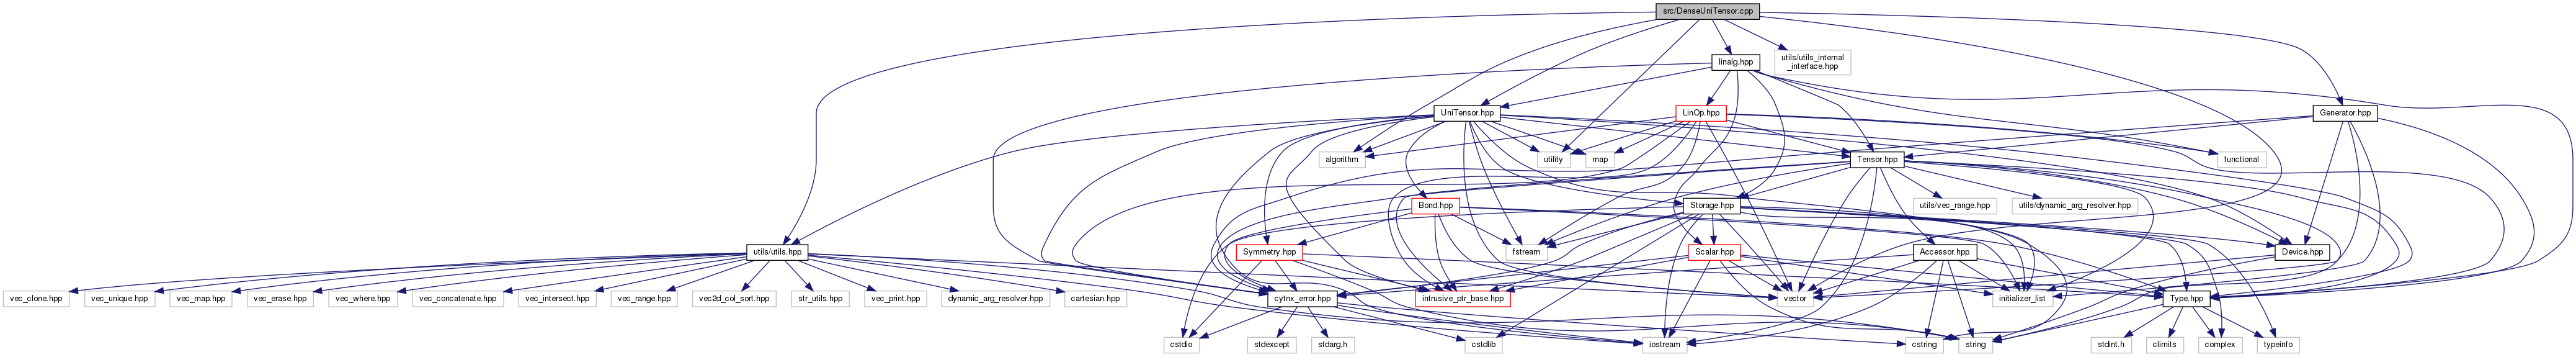 src/DenseUniTensor.cpp
linalg.hpp
utils/utils_internal
_interface.hpp
UniTensor.hpp
LinOp.hpp
Generator.hpp
algorithm
utility
map
Tensor.hpp
functional
Bond.hpp
Storage.hpp
utils/vec_range.hpp
utils/dynamic_arg_resolver.hpp
utils/utils.hpp
Symmetry.hpp
fstream
Scalar.hpp
Accessor.hpp
Device.hpp
vec_clone.hpp
vec_unique.hpp
vec_map.hpp
vec_erase.hpp
vec_where.hpp
vec_concatenate.hpp
vec_intersect.hpp
vec_range.hpp
vec2d_col_sort.hpp
str_utils.hpp
vec_print.hpp
dynamic_arg_resolver.hpp
cartesian.hpp
cytnx_error.hpp
intrusive_ptr_base.hpp
vector
initializer_list
Type.hpp
cstdio
stdexcept
stdarg.h
cstdlib
iostream
cstring
string
stdint.h
climits
complex
typeinfo